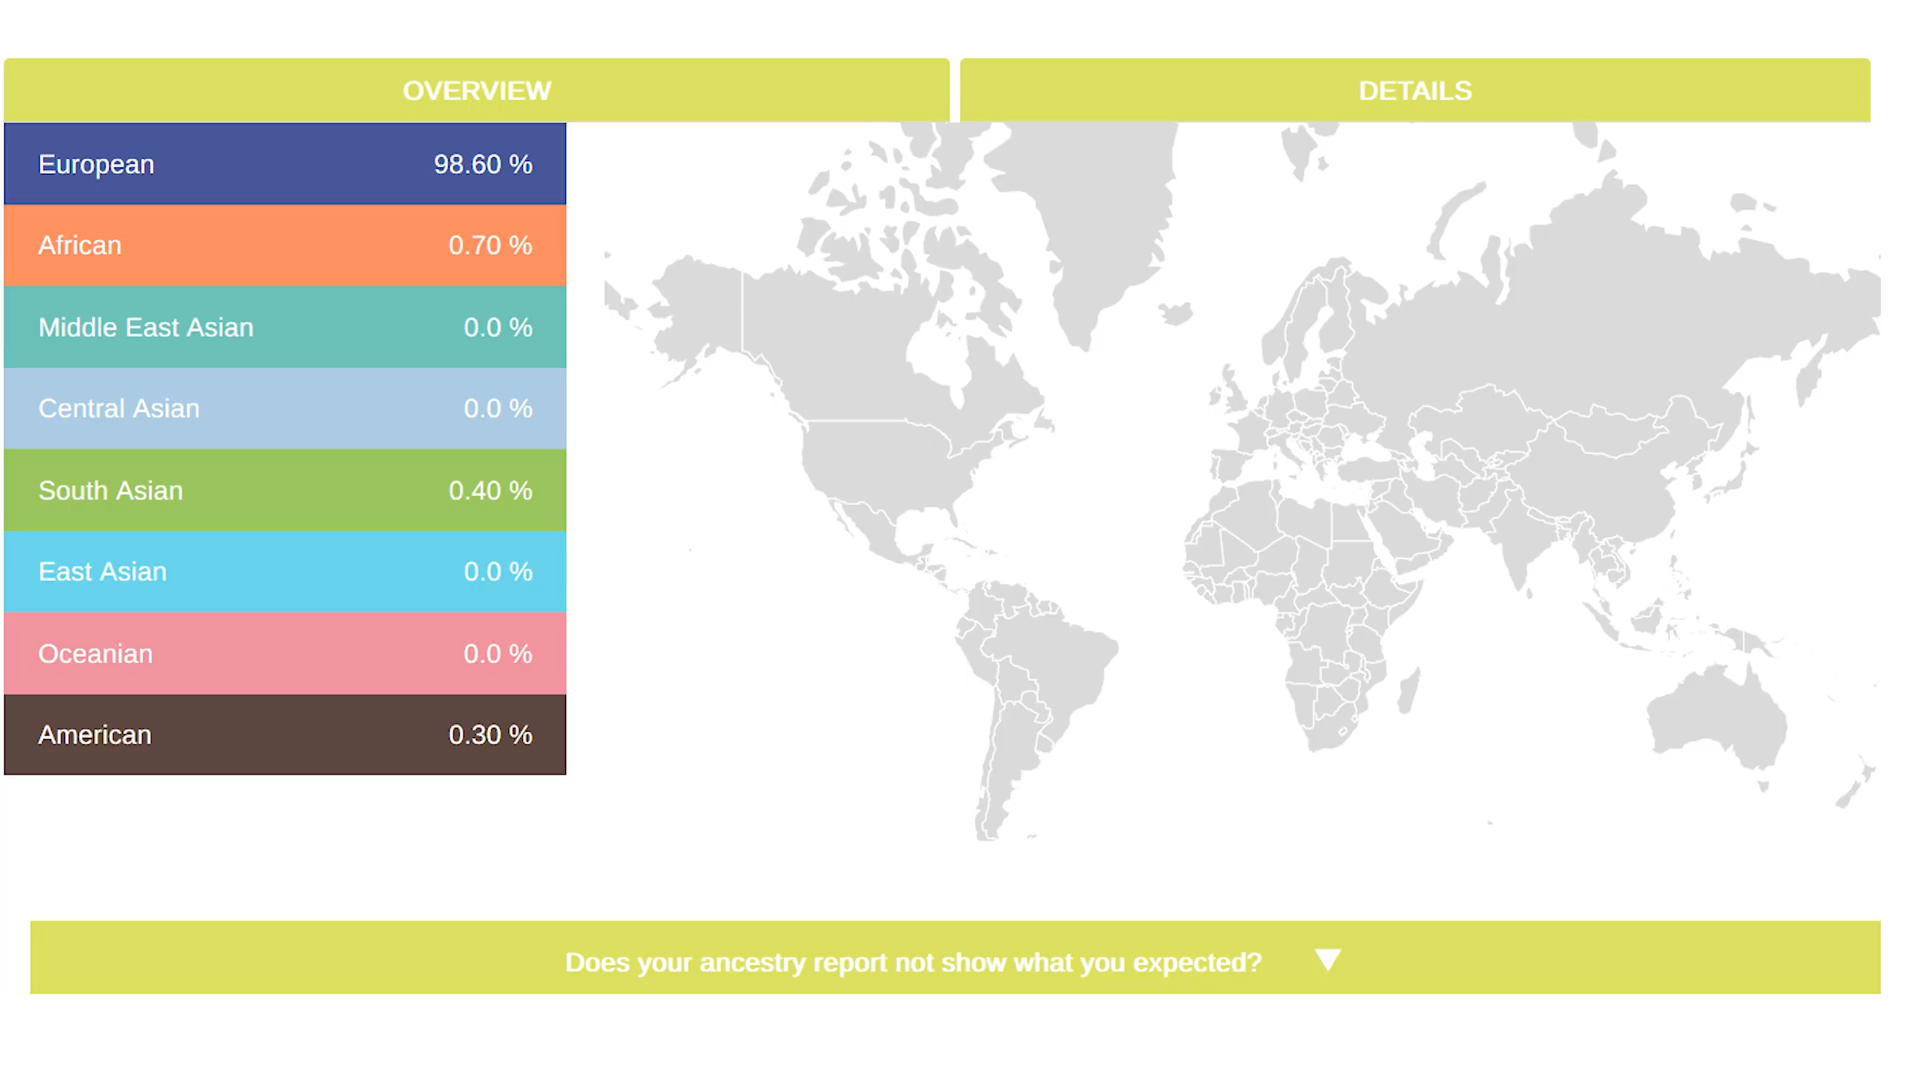 OVERVIEW
DETAILS
European 98.60 %
African 0.70 %
Middle East Asian 0.0 %
Central Asian 0.0 %
South Asian 0.40 %
East Asian 0.0 %
Oceanian 0.0 %
American 0.30 %
Does your ancestry report not show what you expected?